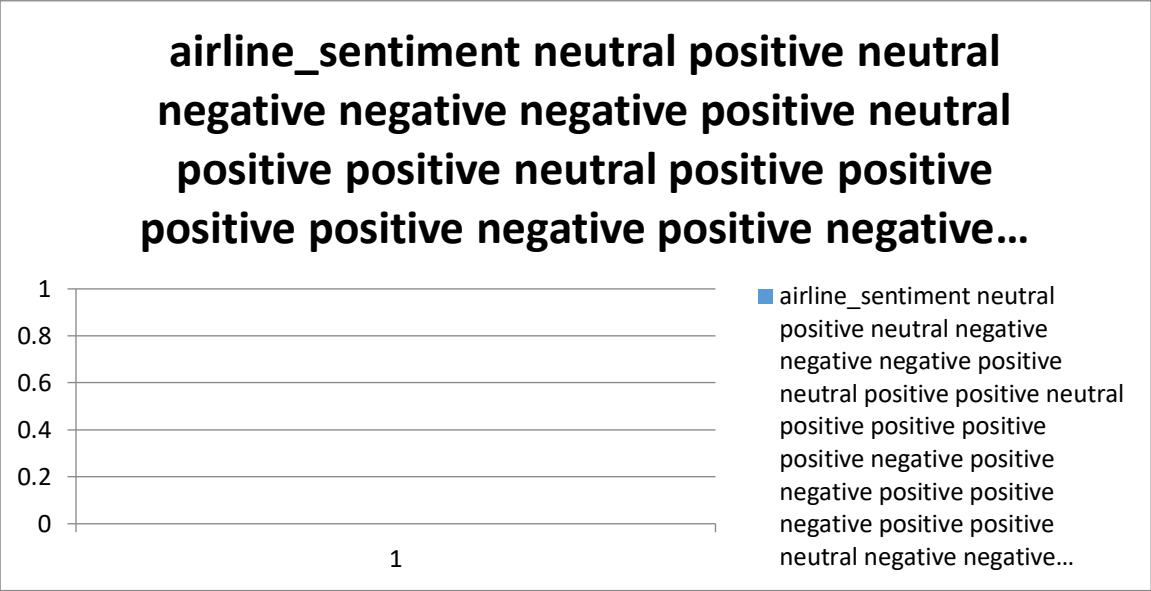 airline_sentiment neutral positive neutral
negative negative negative positive neutral
positive positive neutral positive positive
positive positive negative positive negative…
1
0.8
0.6
0.4
0.2
0
1
airline_sentiment neutral
positive neutral negative
negative negative positive
neutral positive positive neutral
positive positive positive
positive negative positive
negative positive positive
negative positive positive
neutral negative negative…